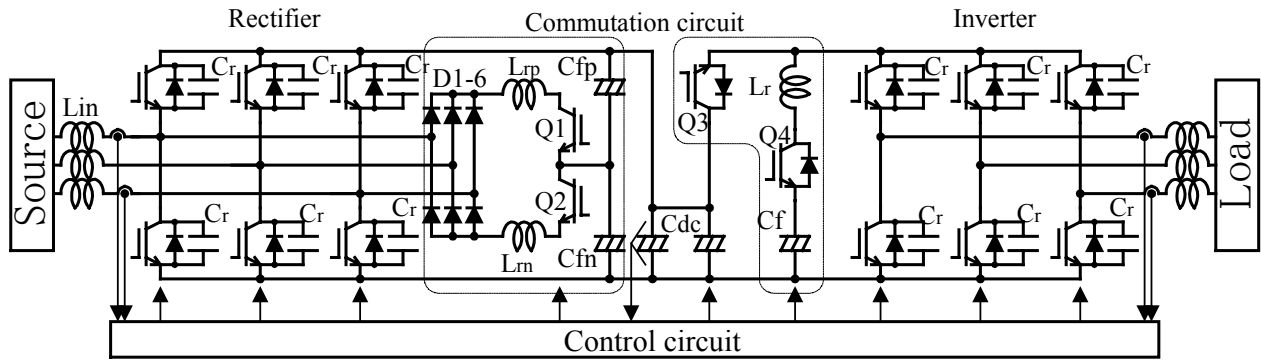 Rectifier
Commutation circuit
Inverter
Cr
Cr
Cr
D1-6
Lrp
Cfp
Lr
Cr
Cr
Cr
Lin
Q1
Q3
Q4
Source
Load
Q2
Cr
Cr
Cr
Lrn
Cfn
Cdc
Cf
Cr
Cr
Cr
Control circuit